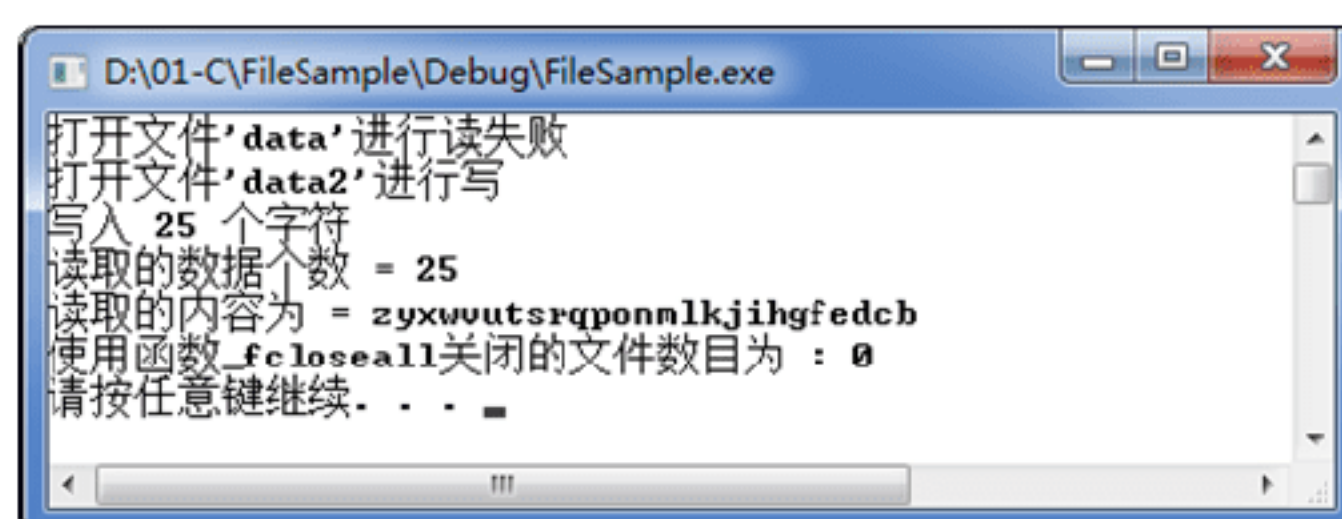 D:\01-C\FileSample\Debug\FileSample.exe
打开文件'data'进行读失败
打开文件'data2'进行写
写入 25 个字符
读取的数据个数 = 25
读取的内容为 = zyxwvutsrqponmlkjihgfedcb
使用函数_fcloseall关闭的文件数目为 : 0
请按任意键继续. . .